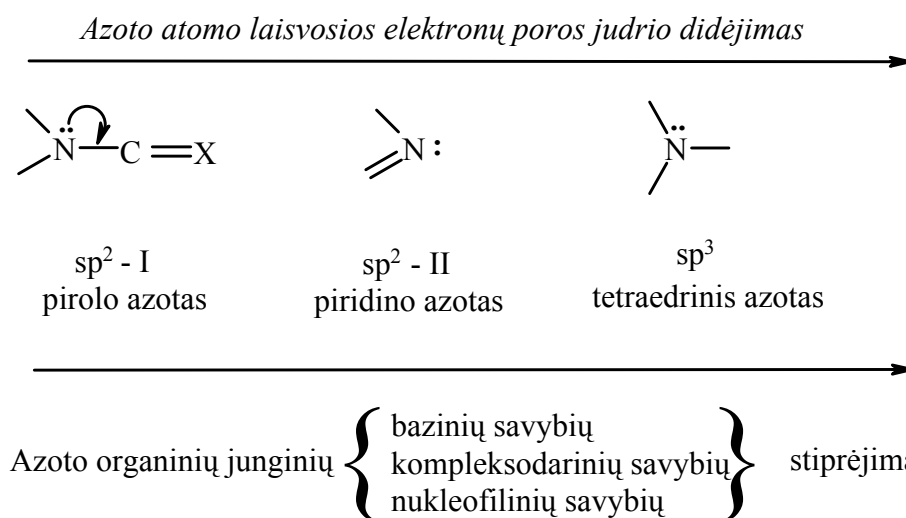 Azoto atomo laisvosios elektronų poros judrio didėjimas
N C X N N
sp² - I sp² - II sp³
pirolo azotas piridino azotas tetraedrinis azotas
bazinių savybių
Azoto organinių junginių { kompleksodarinių savybių } stiprėjima
nukleofilinių savybių